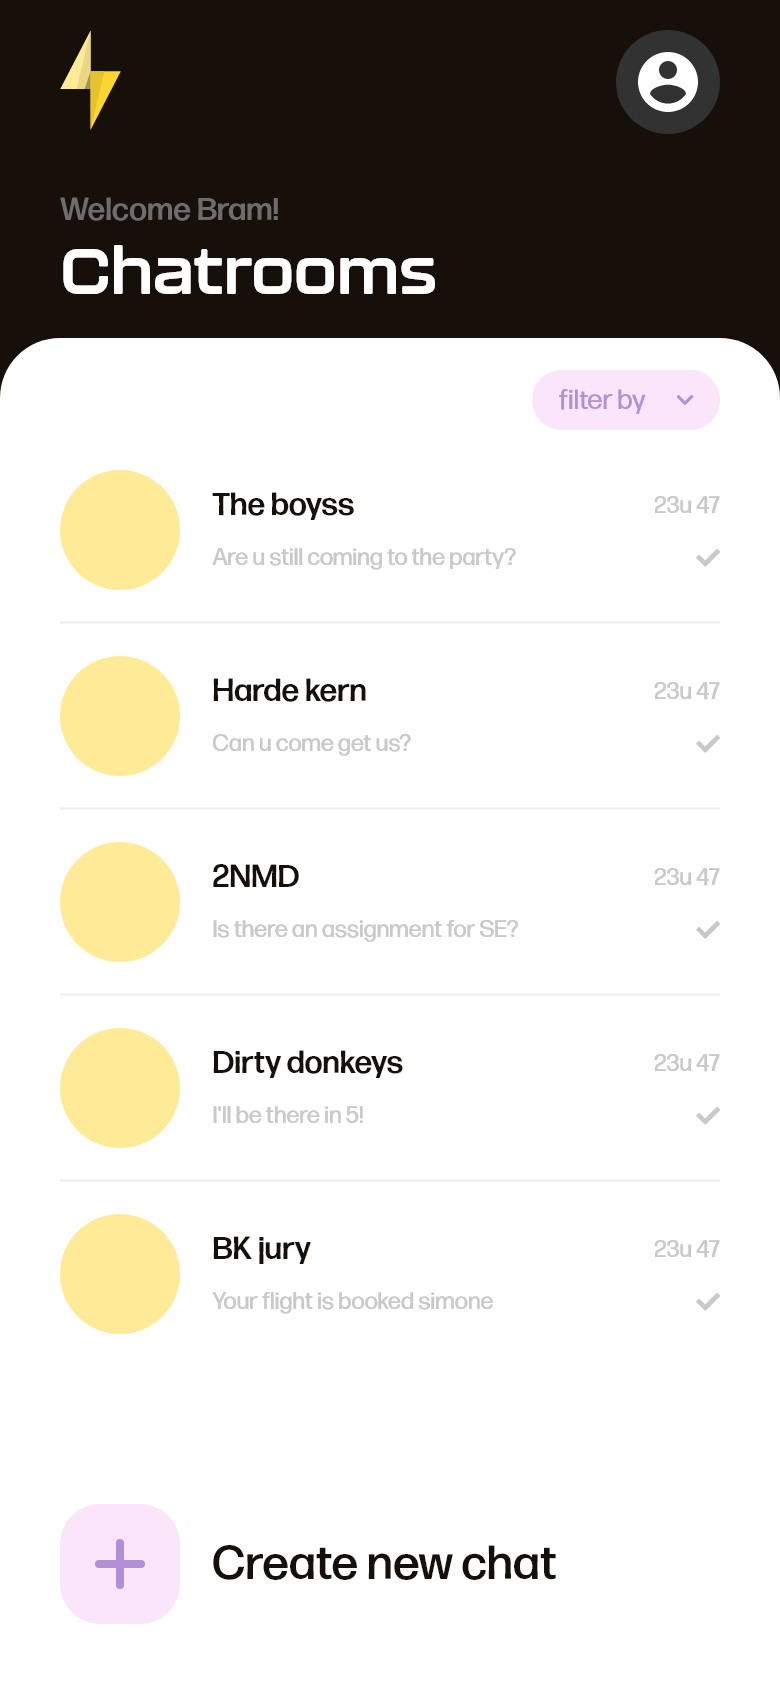 Welcome Bram!
Chatrooms
filter by
The boyss
23u 47
Are u still coming to the party?
Harde kern
23u 47
Can u come get us?
2NMD
23u 47
Is there an assignment for SE?
Dirty donkeys
23u 47
I'll be there in 5!
BK jury
23u 47
Your flight is booked simone
Create new chat